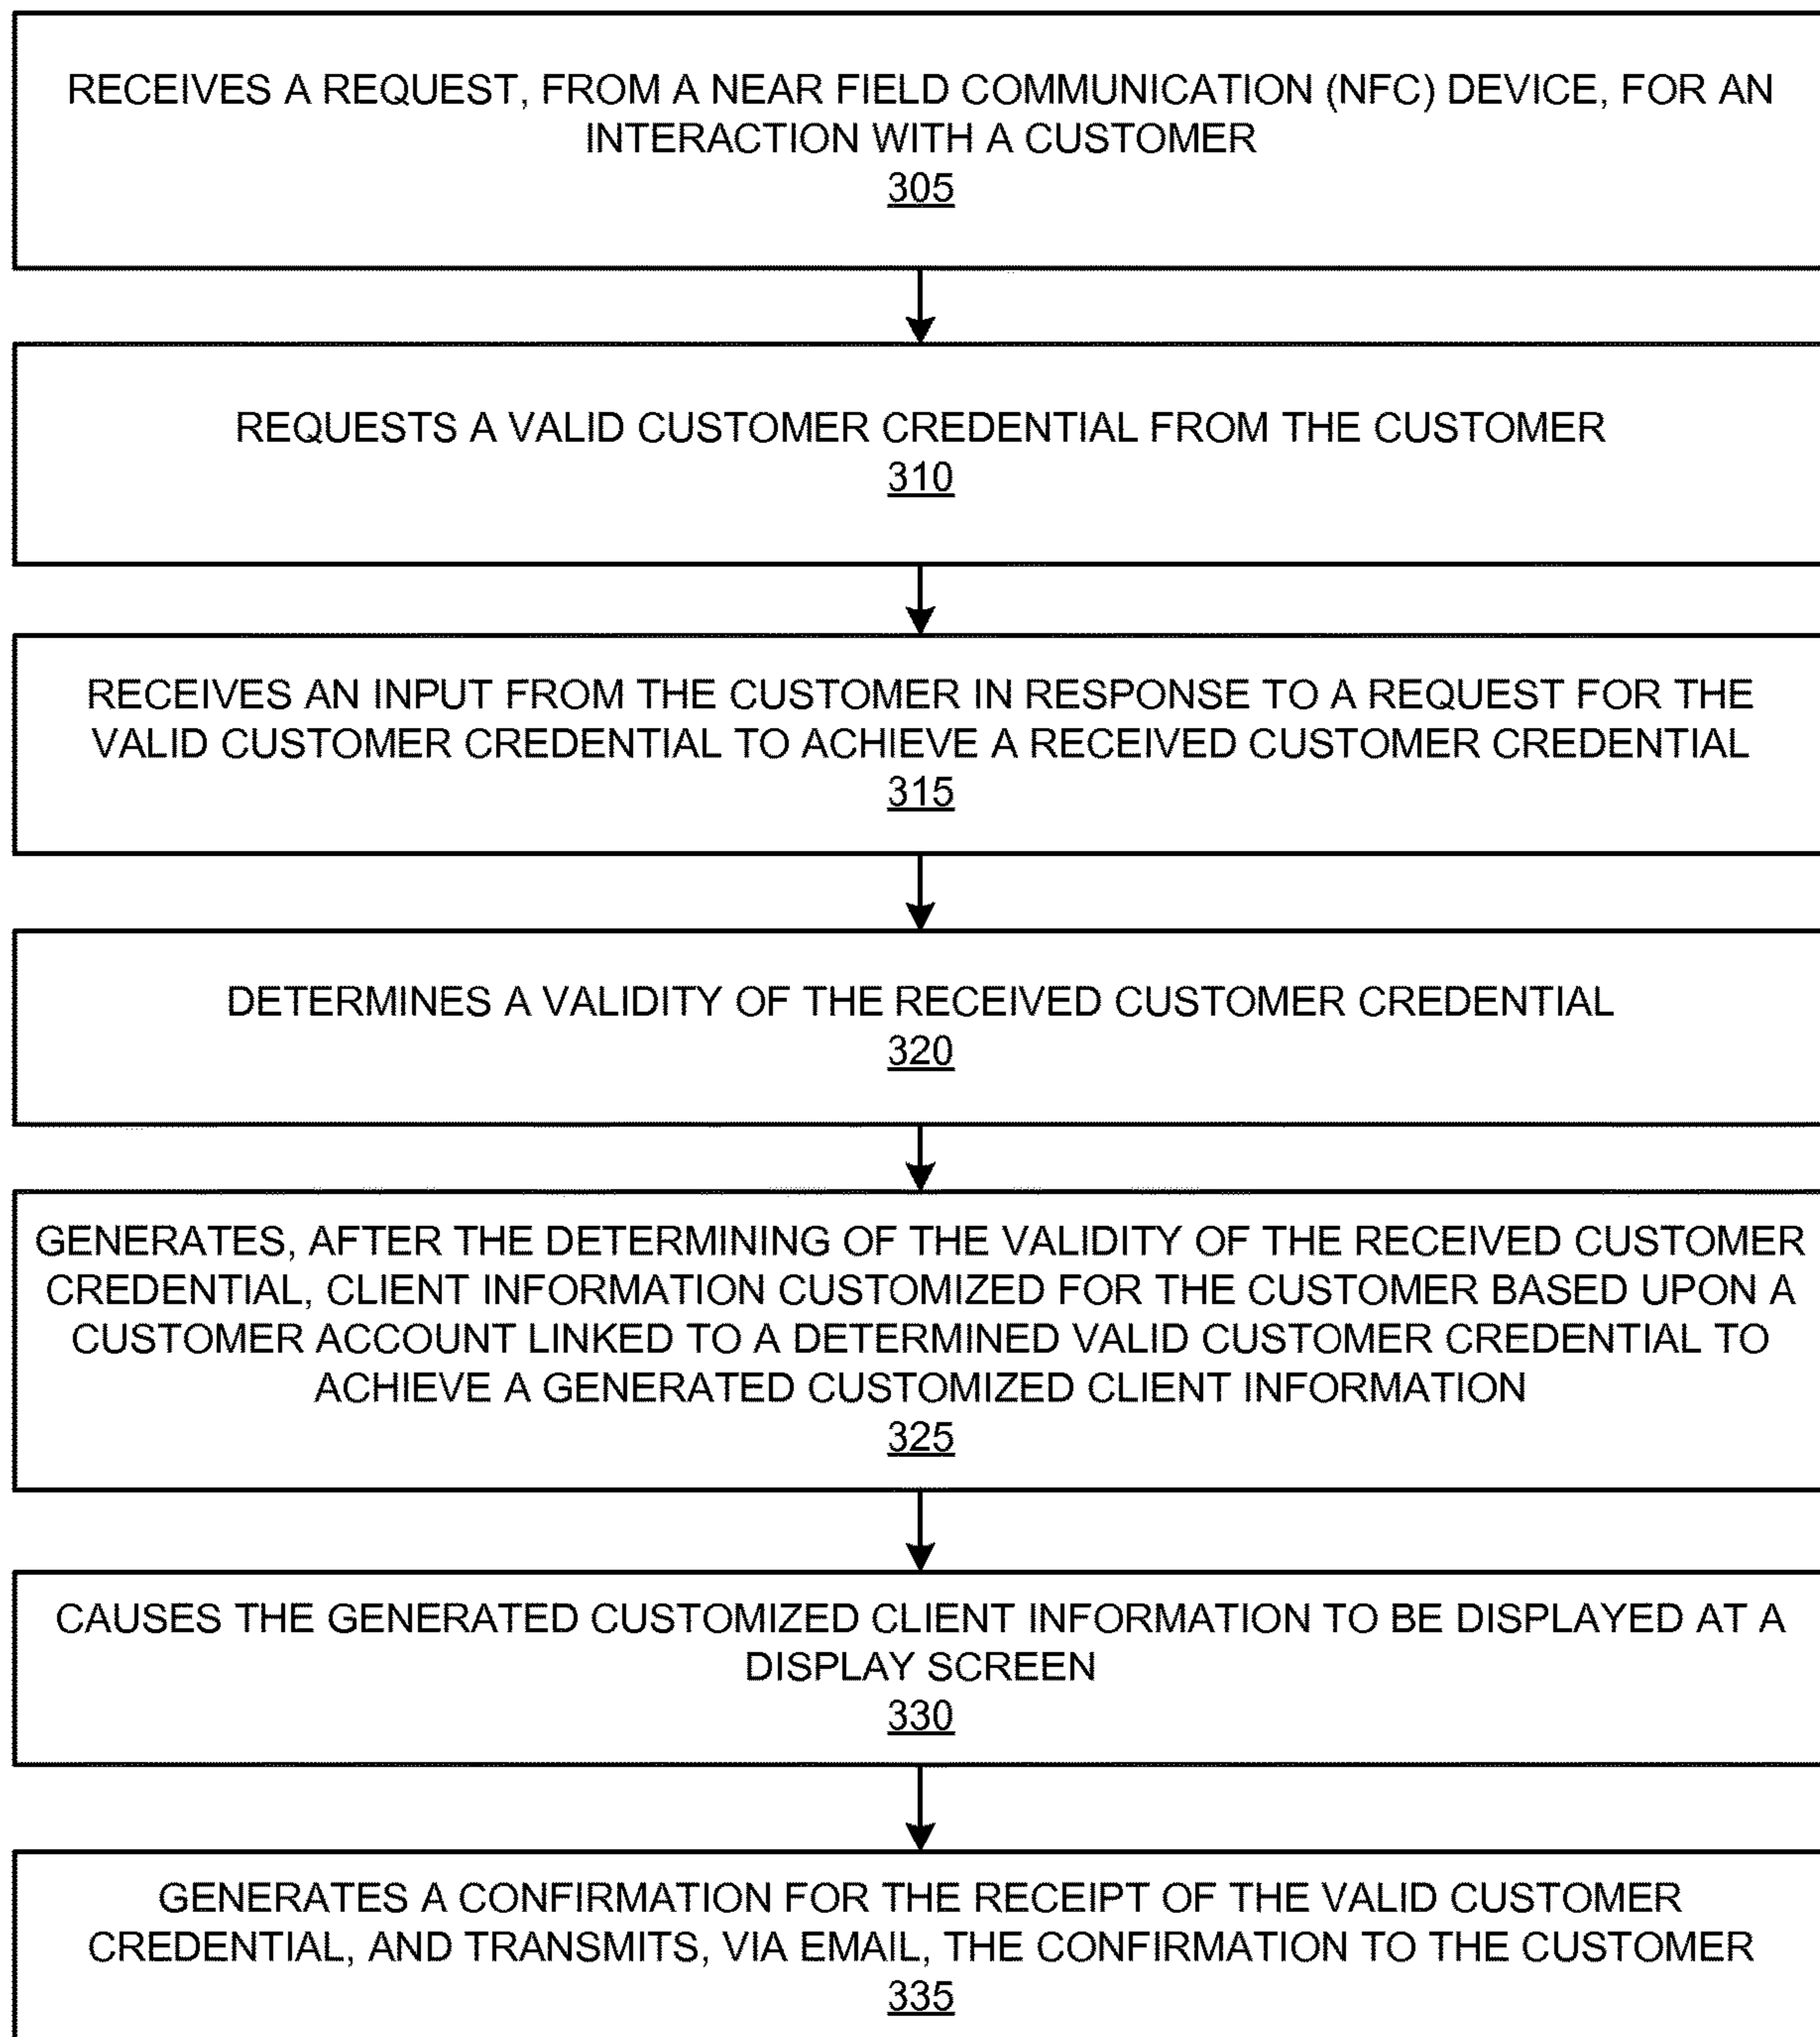 RECEIVES A REQUEST, FROM A NEAR FIELD COMMUNICATION (NFC) DEVICE, FOR AN
INTERACTION WITH A CUSTOMER
305
REQUESTS A VALID CUSTOMER CREDENTIAL FROM THE CUSTOMER
310
RECEIVES AN INPUT FROM THE CUSTOMER IN RESPONSE TO A REQUEST FOR THE
VALID CUSTOMER CREDENTIAL TO ACHIEVE A RECEIVED CUSTOMER CREDENTIAL
315
DETERMINES A VALIDITY OF THE RECEIVED CUSTOMER CREDENTIAL
320
GENERATES, AFTER THE DETERMINING OF THE VALIDITY OF THE RECEIVED CUSTOMER
CREDENTIAL, CLIENT INFORMATION CUSTOMIZED FOR THE CUSTOMER BASED UPON A
CUSTOMER ACCOUNT LINKED TO A DETERMINED VALID CUSTOMER CREDENTIAL TO
ACHIEVE A GENERATED CUSTOMIZED CLIENT INFORMATION
325
CAUSES THE GENERATED CUSTOMIZED CLIENT INFORMATION TO BE DISPLAYED AT A
DISPLAY SCREEN
330
GENERATES A CONFIRMATION FOR THE RECEIPT OF THE VALID CUSTOMER
CREDENTIAL, AND TRANSMITS, VIA EMAIL, THE CONFIRMATION TO THE CUSTOMER
335